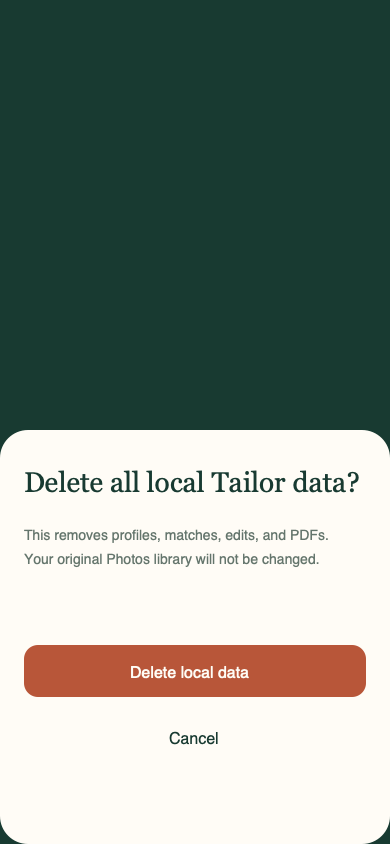 Delete all local Tailor data?
This removes profiles, matches, edits, and PDFs.
Your original Photos library will not be changed.
Delete local data
Cancel